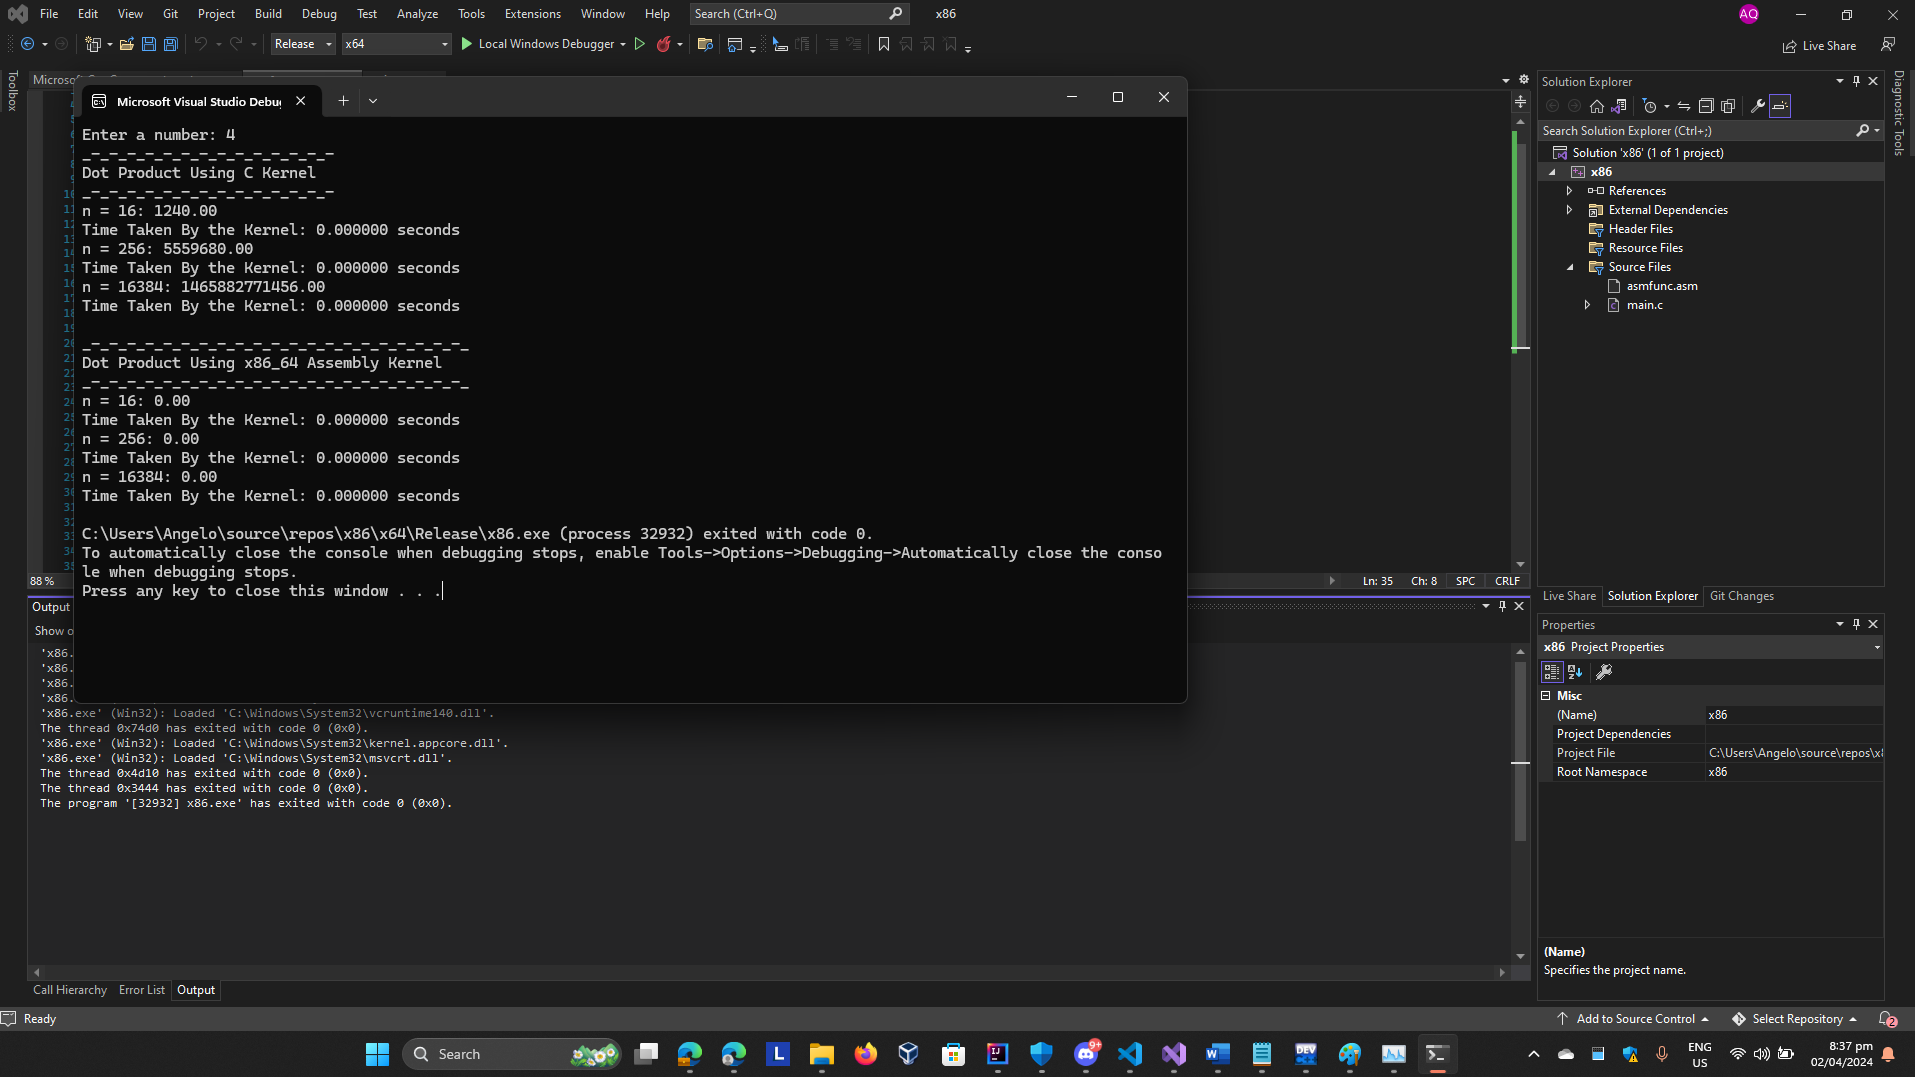 File Edit View Git Project Build Debug Test Analyze Tools Extensions Window Help Search (Ctrl+Q) x86 AQ
Release x64 Local Windows Debugger Live Share
Toolbox
Microsoft Visual Studio Debug
Enter a number: 4
_-_-_-_-_-_-_-_-_-_-_-_-_-_-
Dot Product Using C Kernel
_-_-_-_-_-_-_-_-_-_-_-_-_-_-
n = 16: 1240.00
Time Taken By the Kernel: 0.000000 seconds
n = 256: 5559680.00
Time Taken By the Kernel: 0.000000 seconds
n = 16384: 1465882771456.00
Time Taken By the Kernel: 0.000000 seconds
_-_-_-_-_-_-_-_-_-_-_-_-_-_-_-_-_-_-_-_-_-_
Dot Product Using x86_64 Assembly Kernel
_-_-_-_-_-_-_-_-_-_-_-_-_-_-_-_-_-_-_-_-_-_
n = 16: 0.00
Time Taken By the Kernel: 0.000000 seconds
n = 256: 0.00
Time Taken By the Kernel: 0.000000 seconds
n = 16384: 0.00
Time Taken By the Kernel: 0.000000 seconds
C:\Users\Angelo\source\repos\x86\x64\Release\x86.exe (process 32932) exited with code 0.
To automatically close the console when debugging stops, enable Tools->Options->Debugging->Automatically close the conso
le when debugging stops.
Press any key to close this window . . .
88 %
Ln: 35 Ch: 8 SPC CRLF
Output
Show o
'x86.
'x86.
'x86.
'x86.
'x86.exe' (Win32): Loaded 'C:\Windows\System32\vcruntime140.dll'.
The thread 0x74d0 has exited with code 0 (0x0).
'x86.exe' (Win32): Loaded 'C:\Windows\System32\kernel.appcore.dll'.
'x86.exe' (Win32): Loaded 'C:\Windows\System32\msvcrt.dll'.
The thread 0x4d10 has exited with code 0 (0x0).
The thread 0x3444 has exited with code 0 (0x0).
The program '[32932] x86.exe' has exited with code 0 (0x0).
Call Hierarchy Error List Output
Solution Explorer
Search Solution Explorer (Ctrl+;)
Solution 'x86' (1 of 1 project)
x86
References
External Dependencies
Header Files
Resource Files
Source Files
asmfunc.asm
main.c
Live Share Solution Explorer Git Changes
Properties
x86 Project Properties
Misc
(Name) x86
Project Dependencies
Project File C:\Users\Angelo\source\repos\x8
Root Namespace x86
(Name)
Specifies the project name.
Diagnostic Tools
Ready Add to Source Control Select Repository 2
Search 9+ ENG US 8:37 pm 02/04/2024